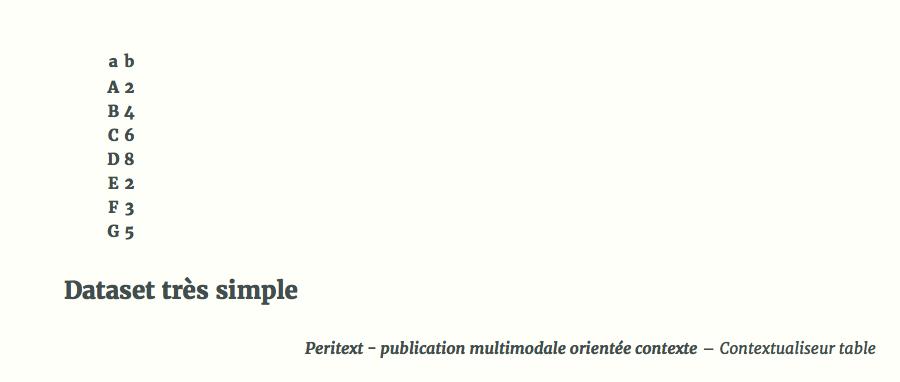 a b
A 2
B 4
C 6
D 8
E 2
F 3
G 5
Dataset très simple
Peritext - publication multimodale orientée contexte – Contextualiseur table